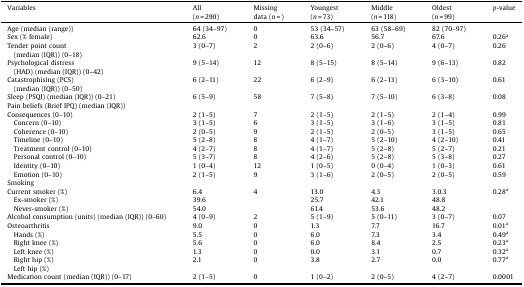 Variables All Missing Youngest Middle Oldest p-value
(n = 290) data (n = ) (n = 73) (n = 118) (n = 99)
Age (median (range)) 64 (34–97) 0 53 (34–57) 63 (58–69) 82 (70–97)
Sex (% female) 62.6 0 63.6 56.7 67.6 0.26a
Tender point count 3 (0–7) 2 2 (0–6) 2 (0–6) 4 (0–7) 0.26
(median (IQR)) (0–18)
Psychological distress 9 (5–14) 12 8 (5–15) 8 (5–14) 9 (6–13) 0.82
(HAD) (median (IQR)) (0–42)
Catastrophising (PCS) 6 (2–11) 22 6 (2–9) 6 (2–13) 6 (3–10) 0.61
(median (IQR)) (0–50)
Sleep (PSQI) (median (IQR)) (0–21) 6 (5–9) 58 7 (5–8) 7 (5–10) 6 (3–8) 0.08
Pain beliefs (Brief IPQ) (median (IQR))
Consequences (0–10) 2 (1–5) 7 2 (1–5) 2 (1–5) 2 (1–4) 0.99
Concern (0–10) 3 (1–5) 6 3 (1–5) 3 (1–6) 3 (1–5) 0.81
Coherence (0–10) 2 (0–5) 9 2 (1–5) 2 (0–5) 3 (1–5) 0.65
Timeline (0–10) 5 (2–8) 8 4 (1–7) 5 (2–10) 4 (2–10) 0.41
Treatment control (0–10) 4 (2–7) 8 4 (1–7) 5 (2–8) 5 (2–7) 0.21
Personal control (0–10) 5 (3–7) 8 4 (2–6) 5 (2–8) 5 (3–8) 0.27
Identity (0–10) 1 (0–4) 12 1 (0–5) 0 (0–4) 1 (0–3) 0.61
Emotion (0–10) 2 (1–5) 9 3 (1–6) 2 (0–5) 2 (0–5) 0.59
Smoking
Current smoker (%) 6.4 4 13.0 4.3 3.0.3 0.28a
Ex-smoker (%) 39.6 25.7 42.1 48.8
Never-smoker (%) 54.0 61.4 53.6 48.2
Alcohol consumption (units) (median (IQR)) (0–60) 4 (0–9) 2 5 (1–9) 5 (0–11) 3 (0–7) 0.07
Osteoarthritis 9.0 0 1.3 7.7 16.7 0.01a
Hands (%) 5.5 0 6.0 7.3 3.4 0.49a
Right knee (%) 5.6 0 6.0 8.4 2.5 0.23a
Left knee (%) 1.3 0 0.0 3.1 0.7 0.32a
Right hip (%) 2.1 0 3.8 2.7 0.0 0.77a
Left hip (%)
Medication count (median (IQR)) (0–17) 2 (1–5) 0 1 (0–2) 2 (0–5) 4 (2–7) 0.0001